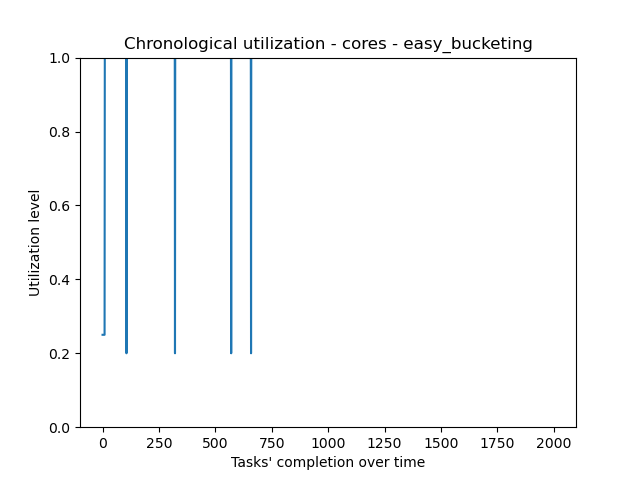 Chronological utilization - cores - easy_bucketing
1.0
0.8
0.6
0.4
0.2
0.0
Utilization level
0 250 500 750 1000 1250 1500 1750 2000
Tasks' completion over time